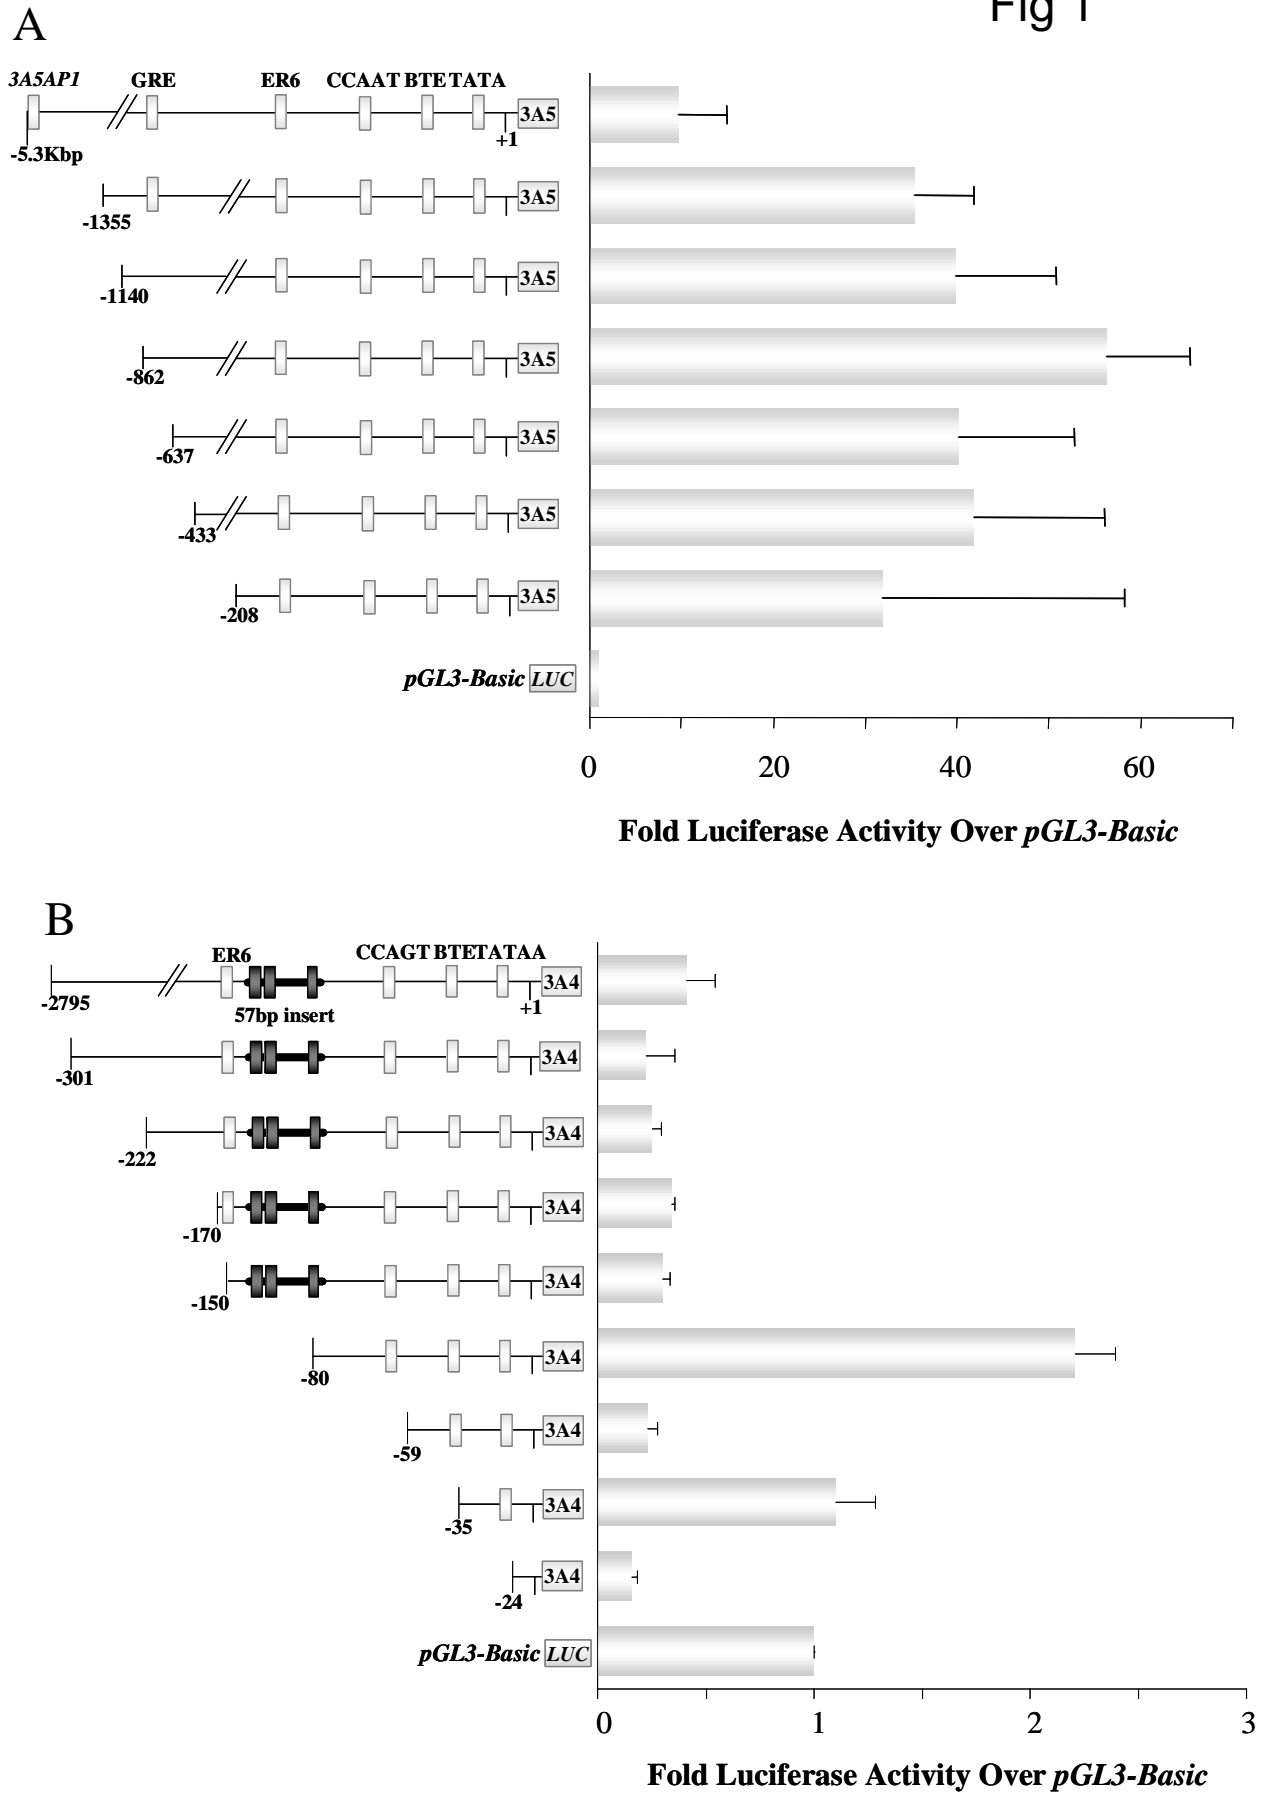 Fig 1
A
3A5AP1 GRE ER6 CCAAT BTE TATA
3A5
+1
-5.3Kbp
3A5
-1355
3A5
-1140
3A5
-862
3A5
-637
3A5
-433
3A5
-208
pGL3-Basic LUC
0 20 40 60
Fold Luciferase Activity Over pGL3-Basic
B
ER6 CCAGT BTE TATAA
3A4
-2795
+1
57bp insert
3A4
-301
3A4
-222
3A4
-170
3A4
-150
3A4
-80
3A4
-59
3A4
-35
3A4
-24
pGL3-Basic LUC
0 1 2 3
Fold Luciferase Activity Over pGL3-Basic